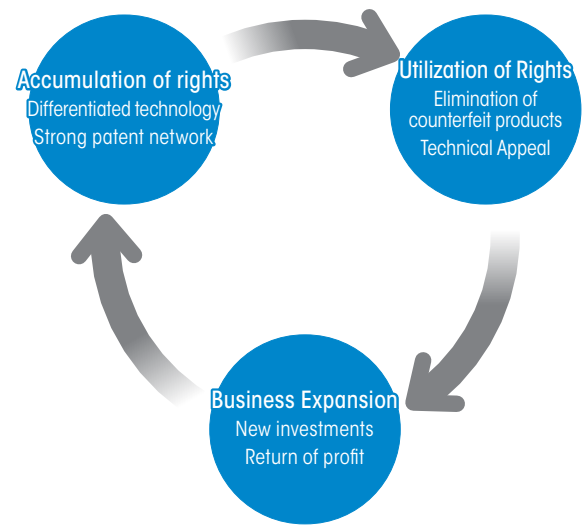 Accumulation of rights
Differentiated technology
Strong patent network
Utilization of Rights
Elimination of
counterfeit products
Technical Appeal
Business Expansion
New investments
Return of profit